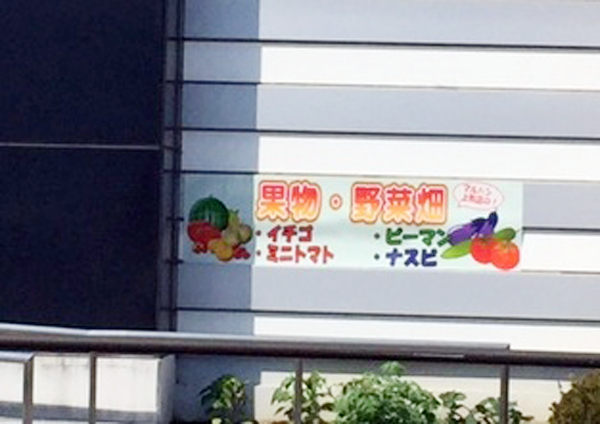 果物・野菜畑
・イチゴ ・ピーマン
・ミニトマト ・ナスビ